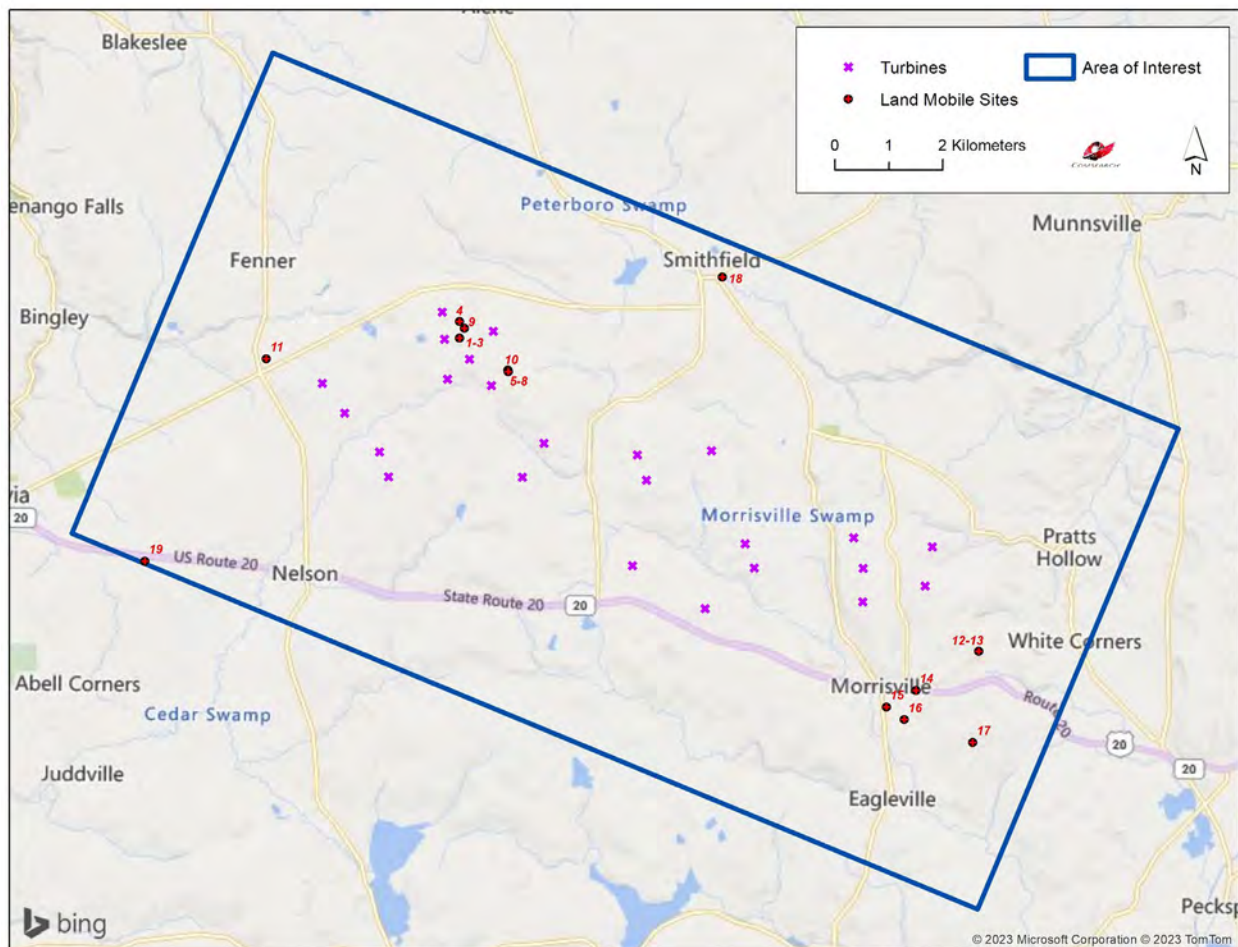 Blakeslee
Turbines
Area of Interest
Land Mobile Sites
0 1 2 Kilometers
COMSEARCH
N
enango Falls
Peterboro Swamp
Munnsville
Fenner
Smithfield
18
Bingley
4
9
1-3
11
10
5-8
via
20
Morrisville Swamp
Pratts
Hollow
19
US Route 20
Nelson
State Route 20
20
12-13
White Corners
Abell Corners
Morrisville
14
15
16
Route 20
Cedar Swamp
17
20
20
Juddville
Eagleville
Pecksp
bing
© 2023 Microsoft Corporation © 2023 TomTom